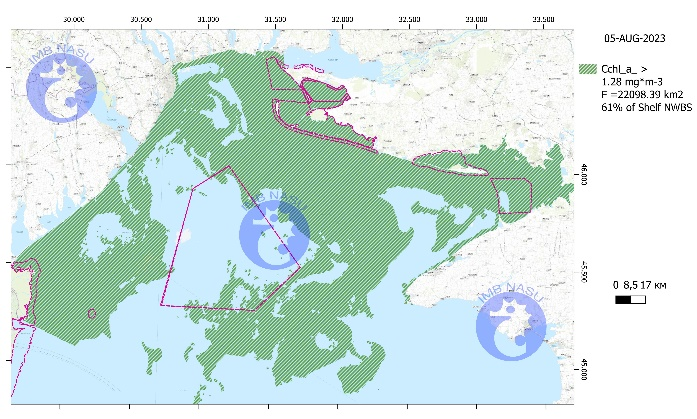 30.000 30.500 31.000 31.500 32.000 32.500 33.000 33.500
05-AUG-2023
Cchl_a_ >
1.28 mg*m-3
F =22098.39 km2
61% of Shelf NWBS
IMB NASU
46.000
IMB NASU
45.500
0 8,5 17 км
IMB NASU
45.000